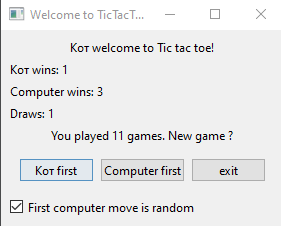 Welcome to TicTacT...
Кот welcome to Tic tac toe!
Кот wins: 1
Computer wins: 3
Draws: 1
You played 11 games. New game ?
Кот first
Computer first
exit
First computer move is random